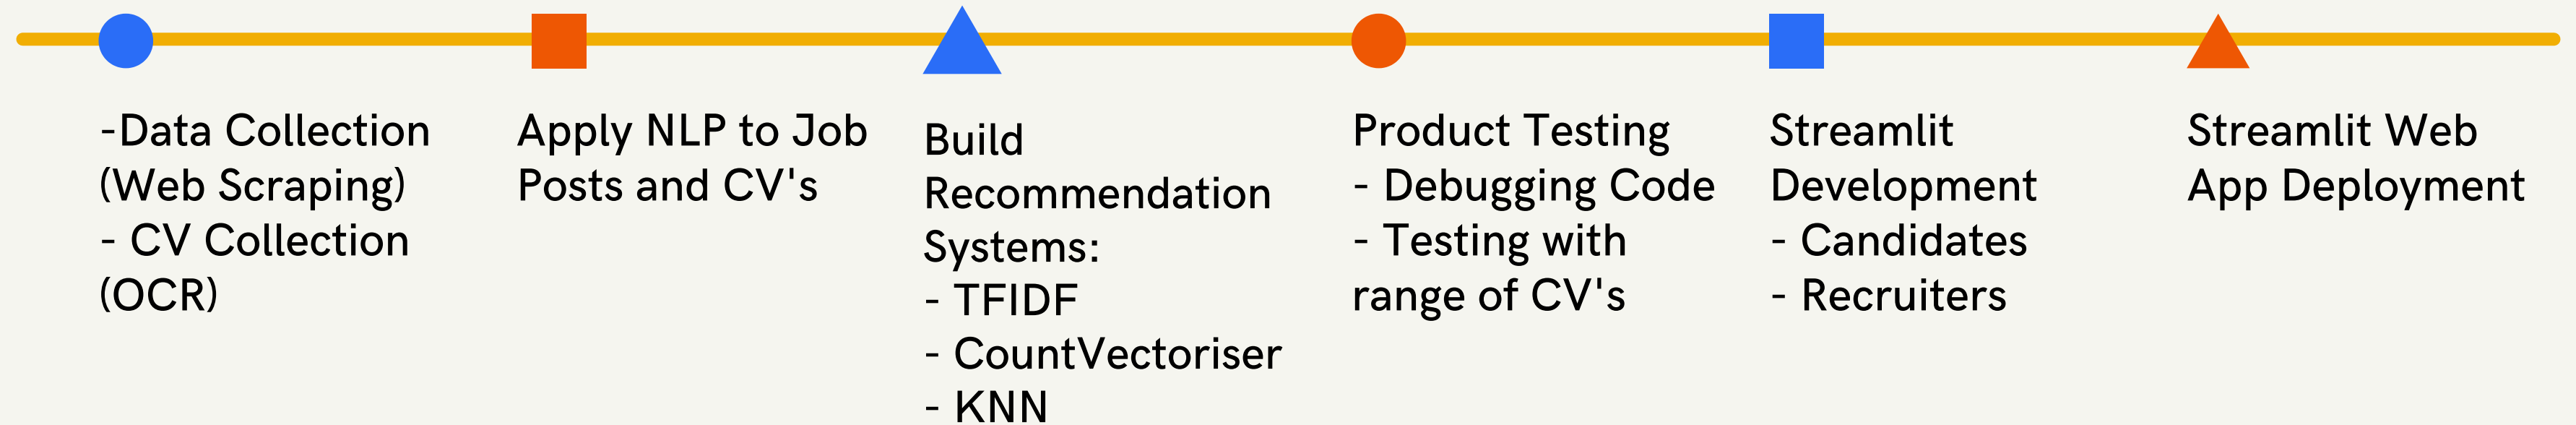 -Data Collection
(Web Scraping)
- CV Collection
(OCR)
Apply NLP to Job
Posts and CV's
Build
Recommendation
Systems:
- TFIDF
- CountVectoriser
- KNN
Product Testing
- Debugging Code
- Testing with
range of CV's
Streamlit
Development
- Candidates
- Recruiters
Streamlit Web
App Deployment